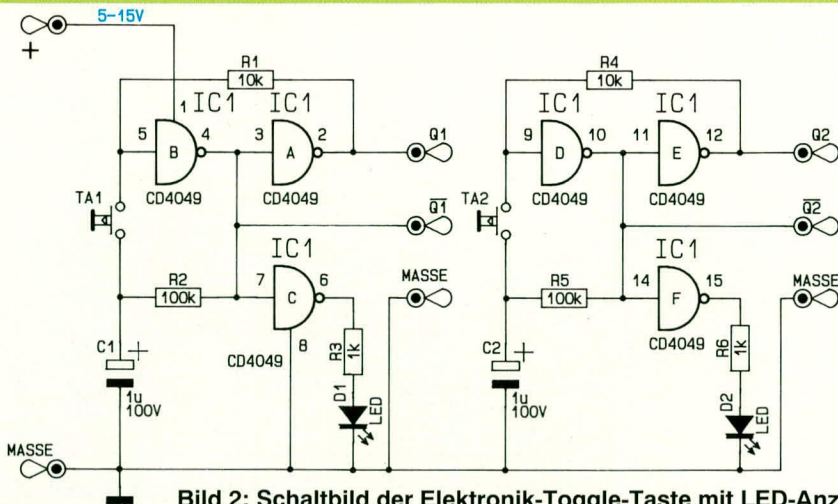 5-15V
+
R1
10k
R4
10k
IC1
IC1
IC1
IC1
1
5
B
4
3
A
2
Q1
9
D
10
11
E
12
Q2
CD4049
CD4049
CD4049
CD4049
TA1
Q1
TA2
Q2
IC1
IC1
MASSE
MASSE
R2
100k
7
C
6
R5
100k
14
F
15
8
CD4049
CD4049
C1
+
1u
100V
R3
1k
C2
+
1u
100V
R6
1k
D1
LED
D2
LED
MASSE
Bild 2: Schaltbild der Elektronik-Toggle-Taste mit LED-Anz